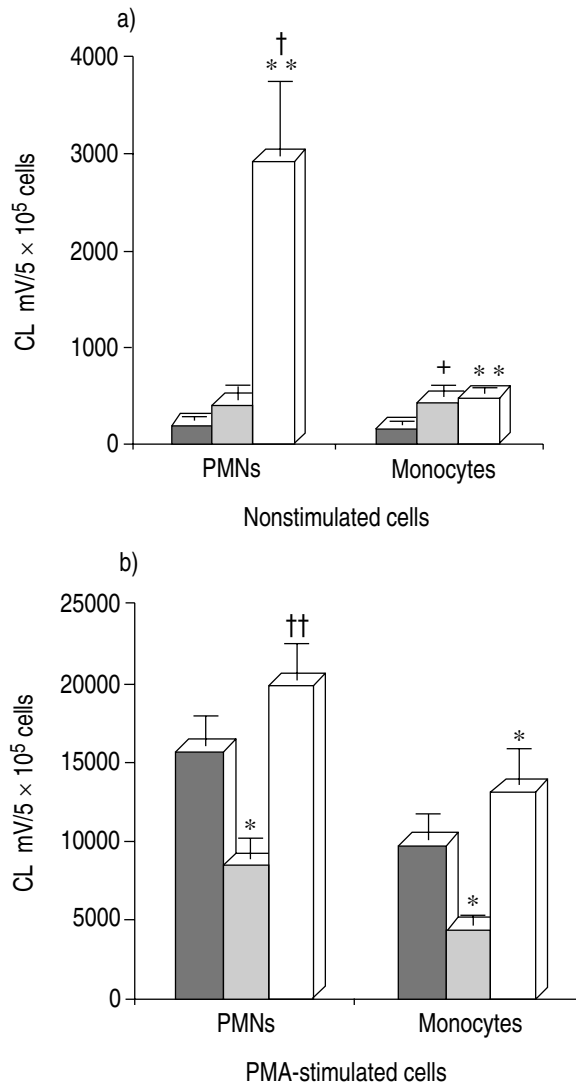 a)
4000
3000
2000
1000
0
CL mV/5 × 10⁵ cells
†
* *
+
* *
PMNs
Monocytes
Nonstimulated cells
b)
25000
20000
15000
10000
5000
0
CL mV/5 × 10⁵ cells
††
*
*
*
PMNs
Monocytes
PMA-stimulated cells